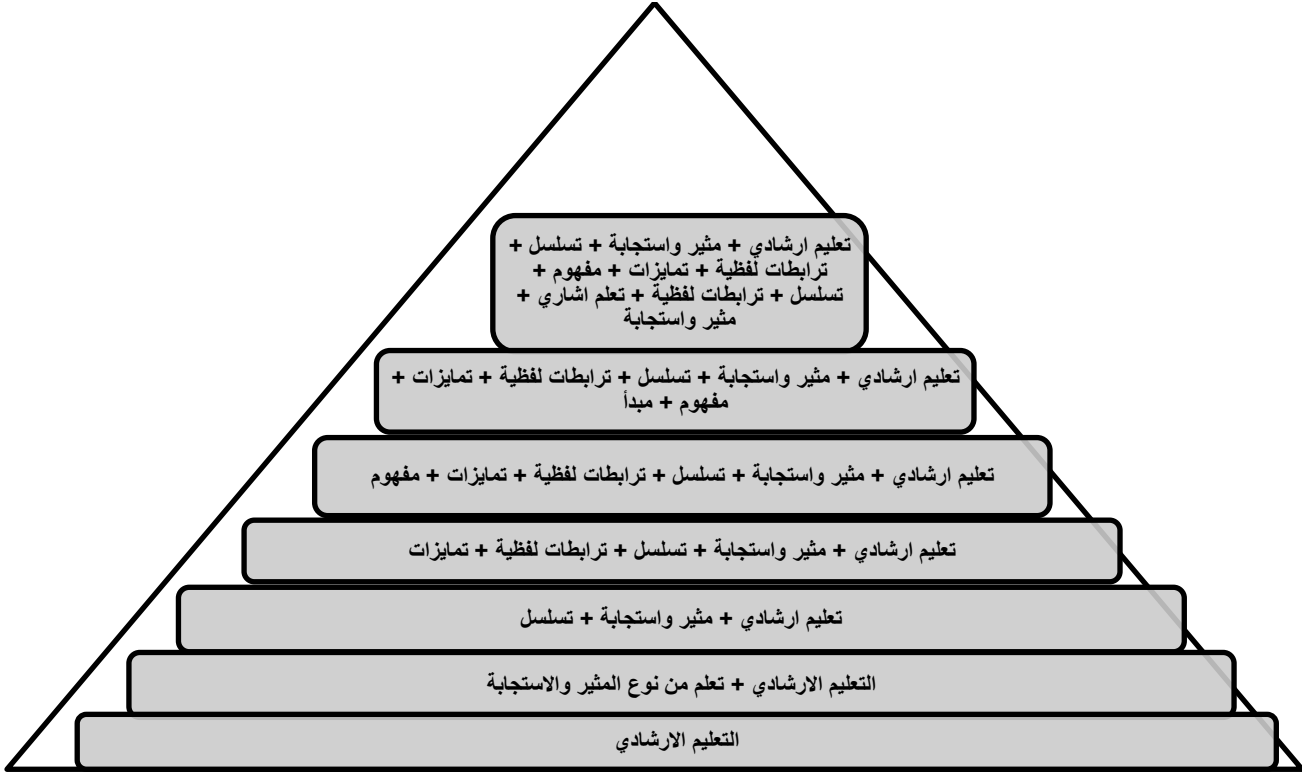 تعليم ارشادي + مثير واستجابة + تسلسل +
ترابطات لفظية + تمايزات + مفهوم +
تسلسل + ترابطات لفظية + تعلم اشاري +
مثير واستجابة
تعليم ارشادي + مثير واستجابة + تسلسل + ترابطات لفظية + تمايزات +
مفهوم + مبدأ
تعليم ارشادي + مثير واستجابة + تسلسل + ترابطات لفظية + تمايزات + مفهوم
تعليم ارشادي + مثير واستجابة + تسلسل + ترابطات لفظية + تمايزات
تعليم ارشادي + مثير واستجابة + تسلسل
التعليم الارشادي + تعلم من نوع المثير والاستجابة
التعليم الارشادي